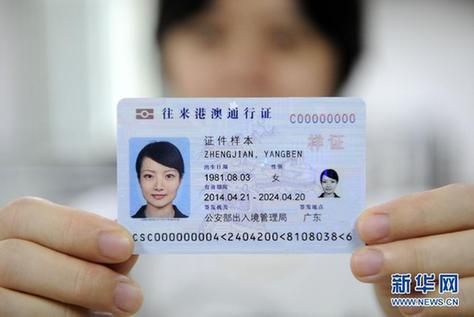 往来港澳通行证
C00000000
样证
证件样本
ZHENGJIAN, YANGBEN
出生日期 性别
1981.08.03 女
有效期限
2014.04.21 - 2024.04.20
签发机关 签发地点
公安部出入境管理局 广东
CSC000000004<2404200<8108038<6
新华网
NEWS.CN